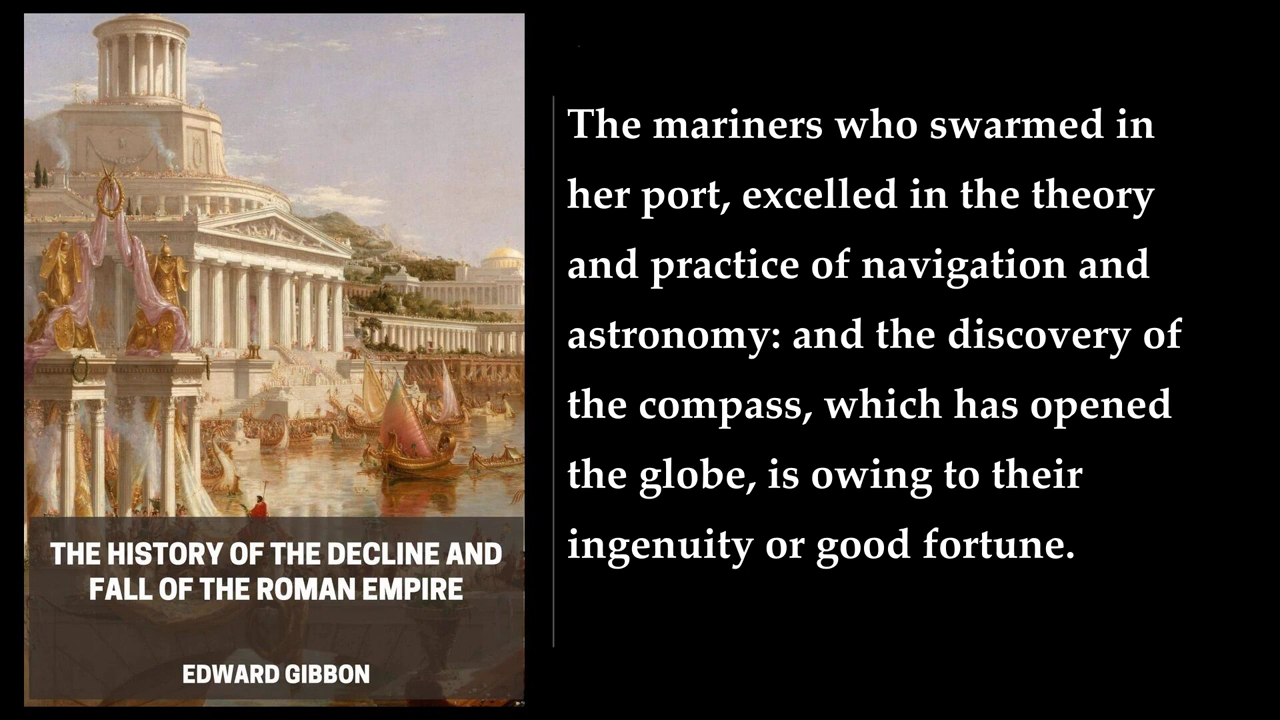 THE HISTORY OF THE DECLINE AND
FALL OF THE ROMAN EMPIRE
EDWARD GIBBON
The mariners who swarmed in
her port, excelled in the theory
and practice of navigation and
astronomy: and the discovery of
the compass, which has opened
the globe, is owing to their
ingenuity or good fortune.